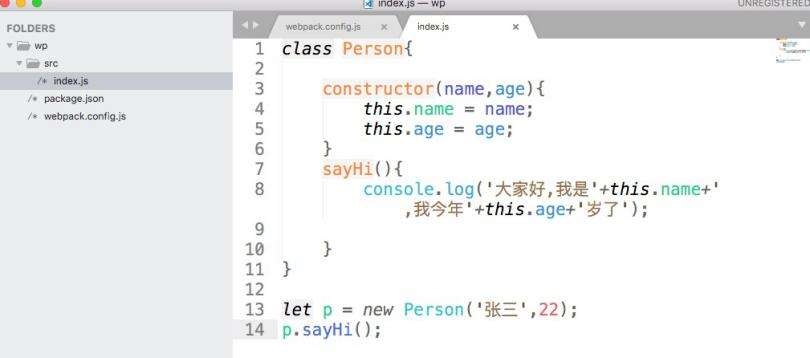 index.js — wp
UNREGISTERED
FOLDERS
wp
src
/* index.js
/* package.json
/* webpack.config.js
webpack.config.js ×
index.js ×
1 class Person{
2
3 constructor(name,age){
4 this.name = name;
5 this.age = age;
6 }
7 sayHi(){
8 console.log('大家好,我是'+this.name+'
,我今年'+this.age+'岁了');
9
10 }
11 }
12
13 let p = new Person('张三',22);
14 p.sayHi();